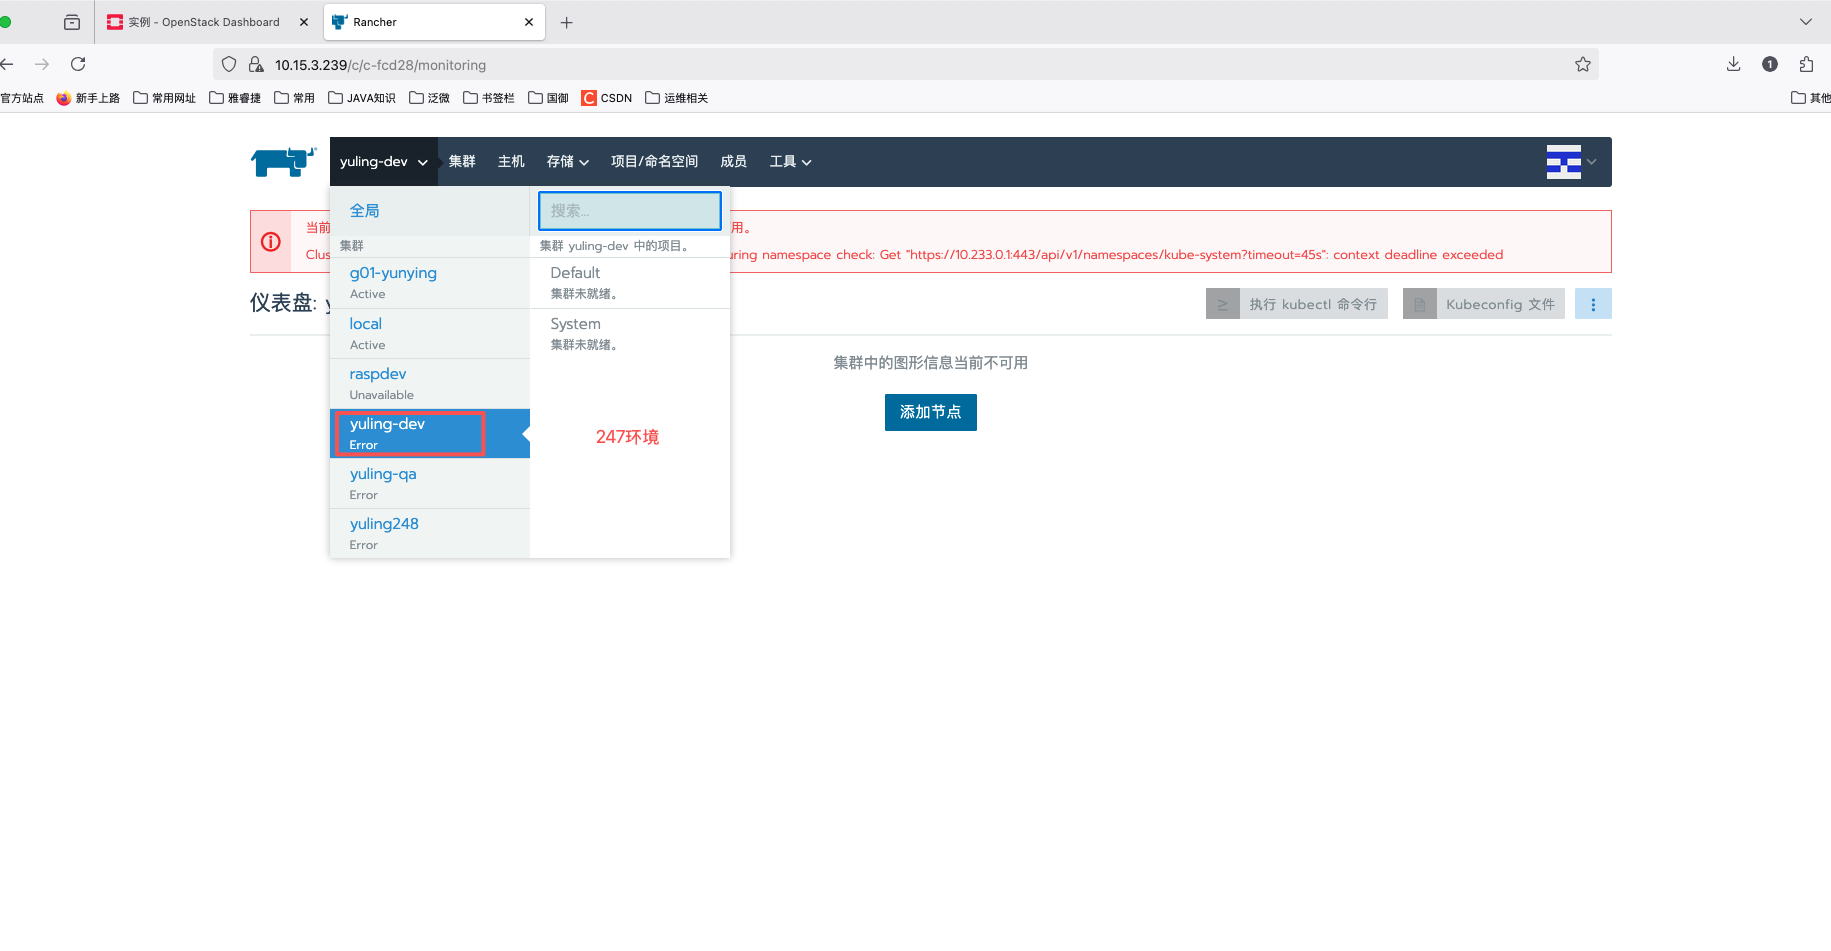 实例 - OpenStack Dashboard
Rancher
10.15.3.239/c/c-fcd28/monitoring
1
官方站点 新手上路 常用网址 雅睿捷 常用 JAVA知识 泛微 书签栏 国御 C CSDN 运维相关 其他
yuling-dev 集群 主机 存储 项目/命名空间 成员 工具
全局
搜索...
当前
用。
集群
集群 yuling-dev 中的项目。
Clus
uring namespace check: Get "https://10.233.0.1:443/api/v1/namespaces/kube-system?timeout=45s": context deadline exceeded
g01-yunying
Active
Default
集群未就绪。
仪表盘: y
执行 kubectl 命令行
Kubeconfig 文件
local
Active
System
集群未就绪。
集群中的图形信息当前不可用
raspdev
Unavailable
添加节点
yuling-dev
Error
247环境
yuling-qa
Error
yuling248
Error